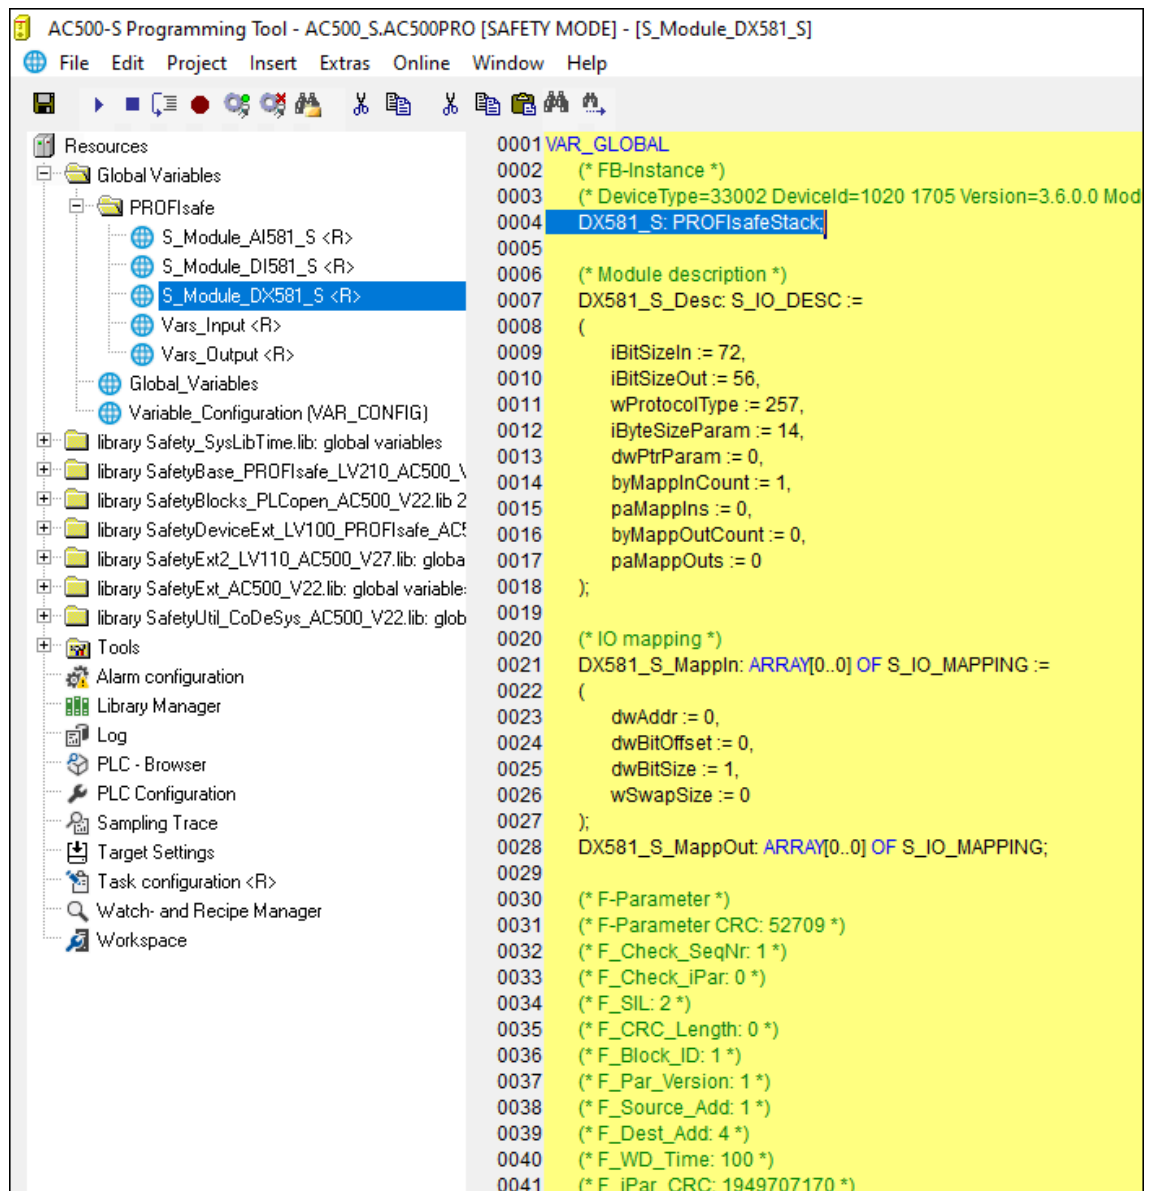 AC500-S Programming Tool - AC500_S.AC500PRO [SAFETY MODE] - [S_Module_DX581_S]
File Edit Project Insert Extras Online Window Help
Resources
Global Variables
PROFIsafe
S_Module_AI581_S <R>
S_Module_DI581_S <R>
S_Module_DX581_S <R>
Vars_Input <R>
Vars_Output <R>
Global_Variables
Variable_Configuration (VAR_CONFIG)
library Safety_SysLibTime.lib: global variables
library SafetyBase_PROFIsafe_LV210_AC500_V
library SafetyBlocks_PLCopen_AC500_V22.lib 2
library SafetyDeviceExt_LV100_PROFIsafe_AC5
library SafetyExt2_LV110_AC500_V27.lib: globa
library SafetyExt_AC500_V22.lib: global variable
library SafetyUtil_CoDeSys_AC500_V22.lib: glob
Tools
Alarm configuration
Library Manager
Log
PLC - Browser
PLC Configuration
Sampling Trace
Target Settings
Task configuration <R>
Watch- and Recipe Manager
Workspace
0001 VAR_GLOBAL
0002 (* FB-Instance *)
0003 (* DeviceType=33002 DeviceId=1020 1705 Version=3.6.0.0 Mod
0004 DX581_S: PROFIsafeStack;
0005
0006 (* Module description *)
0007 DX581_S_Desc: S_IO_DESC :=
0008 (
0009 iBitSizeIn := 72,
0010 iBitSizeOut := 56,
0011 wProtocolType := 257,
0012 iByteSizeParam := 14,
0013 dwPtrParam := 0,
0014 byMappInCount := 1,
0015 paMappIns := 0,
0016 byMappOutCount := 0,
0017 paMappOuts := 0
0018 );
0019
0020 (* IO mapping *)
0021 DX581_S_MappIn: ARRAY[0..0] OF S_IO_MAPPING :=
0022 (
0023 dwAddr := 0,
0024 dwBitOffset := 0,
0025 dwBitSize := 1,
0026 wSwapSize := 0
0027 );
0028 DX581_S_MappOut: ARRAY[0..0] OF S_IO_MAPPING;
0029
0030 (* F-Parameter *)
0031 (* F-Parameter CRC: 52709 *)
0032 (* F_Check_SeqNr: 1 *)
0033 (* F_Check_iPar: 0 *)
0034 (* F_SIL: 2 *)
0035 (* F_CRC_Length: 0 *)
0036 (* F_Block_ID: 1 *)
0037 (* F_Par_Version: 1 *)
0038 (* F_Source_Add: 1 *)
0039 (* F_Dest_Add: 4 *)
0040 (* F_WD_Time: 100 *)
0041 (* F_iPar_CRC: 1949707170 *)